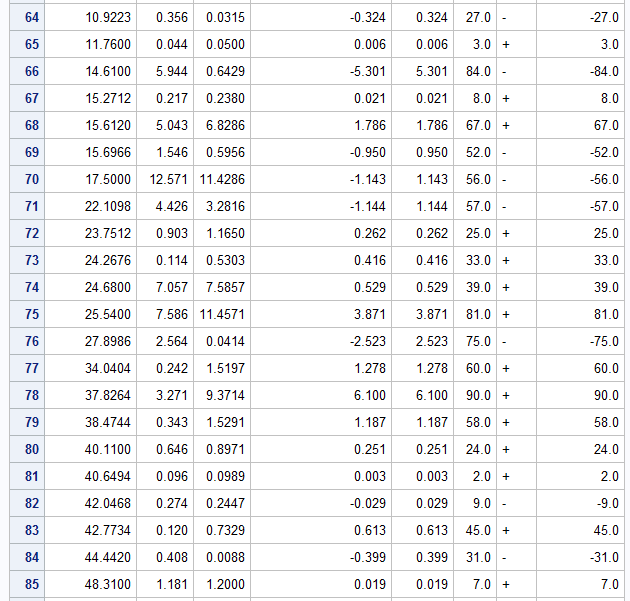 64 10.9223 0.356 0.0315 -0.324 0.324 27.0 - -27.0
65 11.7600 0.044 0.0500 0.006 0.006 3.0 + 3.0
66 14.6100 5.944 0.6429 -5.301 5.301 84.0 - -84.0
67 15.2712 0.217 0.2380 0.021 0.021 8.0 + 8.0
68 15.6120 5.043 6.8286 1.786 1.786 67.0 + 67.0
69 15.6966 1.546 0.5956 -0.950 0.950 52.0 - -52.0
70 17.5000 12.571 11.4286 -1.143 1.143 56.0 - -56.0
71 22.1098 4.426 3.2816 -1.144 1.144 57.0 - -57.0
72 23.7512 0.903 1.1650 0.262 0.262 25.0 + 25.0
73 24.2676 0.114 0.5303 0.416 0.416 33.0 + 33.0
74 24.6800 7.057 7.5857 0.529 0.529 39.0 + 39.0
75 25.5400 7.586 11.4571 3.871 3.871 81.0 + 81.0
76 27.8986 2.564 0.0414 -2.523 2.523 75.0 - -75.0
77 34.0404 0.242 1.5197 1.278 1.278 60.0 + 60.0
78 37.8264 3.271 9.3714 6.100 6.100 90.0 + 90.0
79 38.4744 0.343 1.5291 1.187 1.187 58.0 + 58.0
80 40.1100 0.646 0.8971 0.251 0.251 24.0 + 24.0
81 40.6494 0.096 0.0989 0.003 0.003 2.0 + 2.0
82 42.0468 0.274 0.2447 -0.029 0.029 9.0 - -9.0
83 42.7734 0.120 0.7329 0.613 0.613 45.0 + 45.0
84 44.4420 0.408 0.0088 -0.399 0.399 31.0 - -31.0
85 48.3100 1.181 1.2000 0.019 0.019 7.0 + 7.0